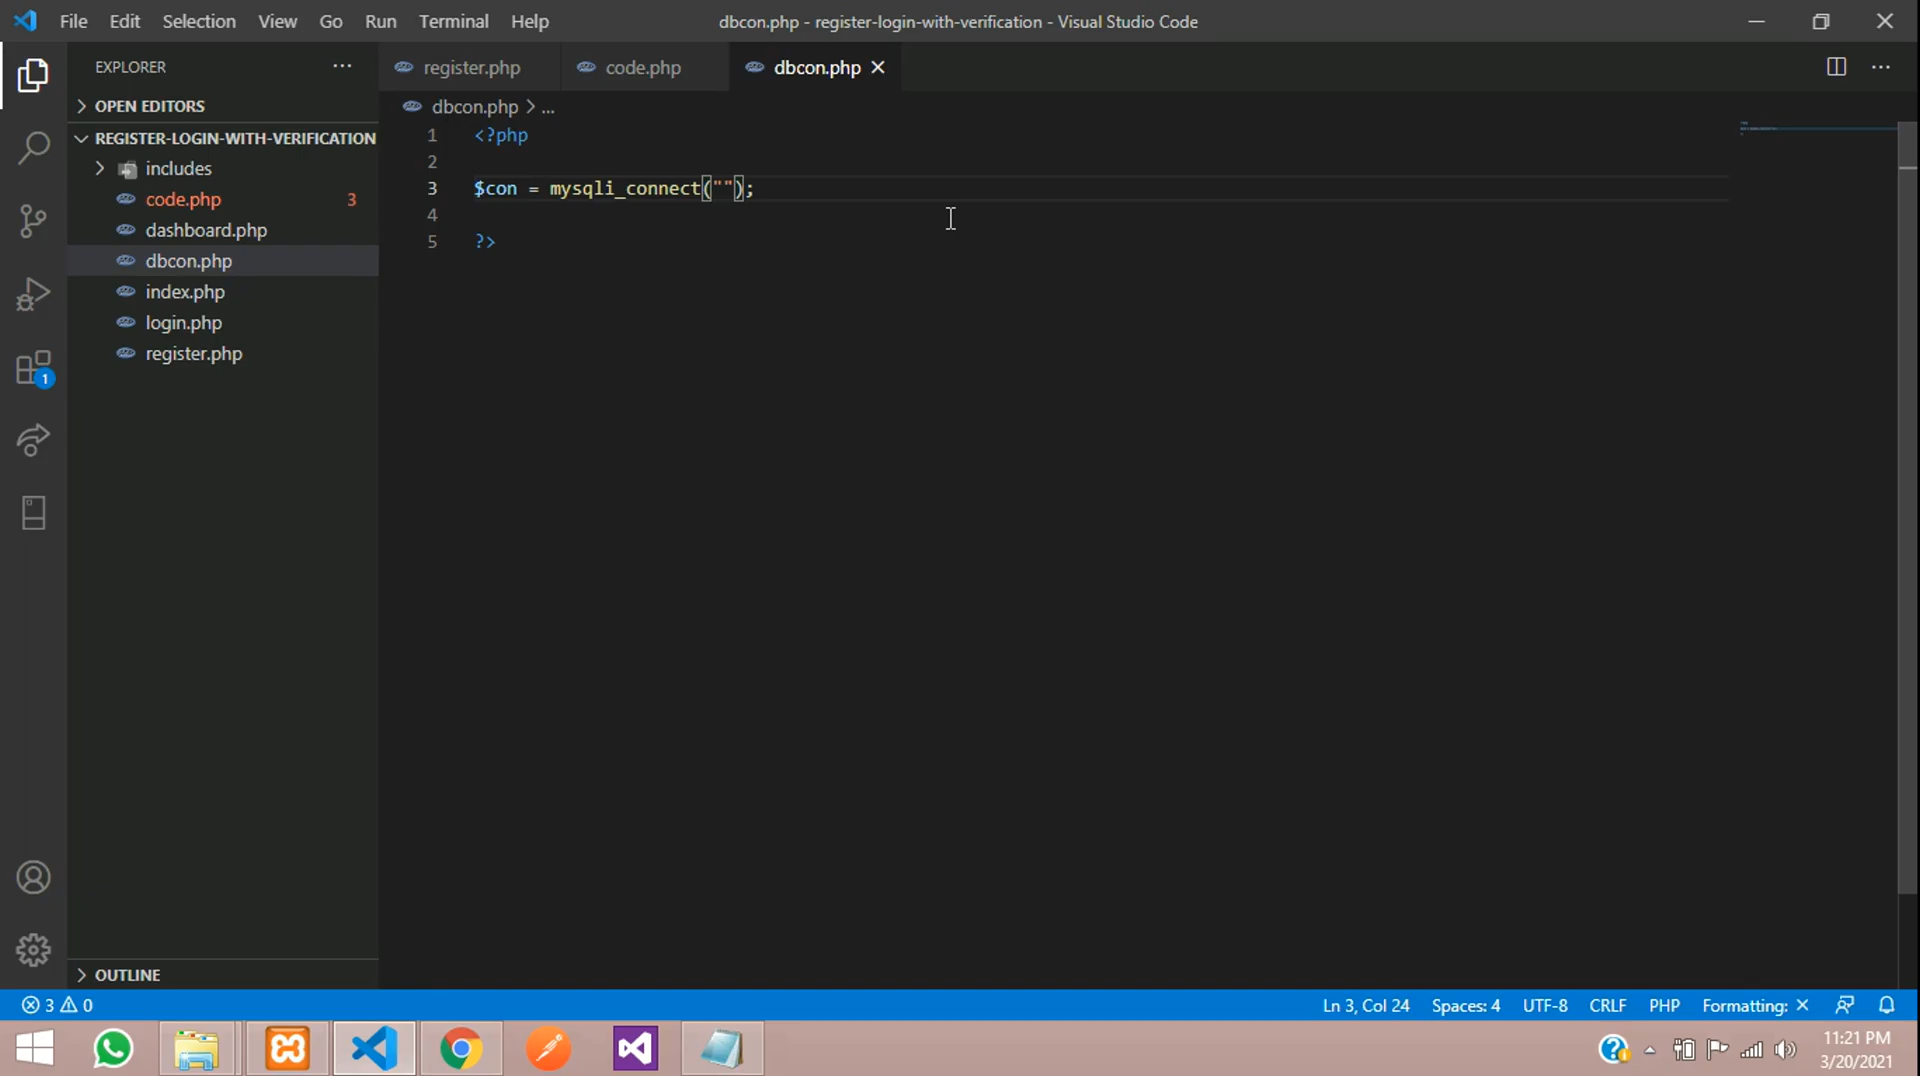 File Edit Selection View Go Run Terminal Help dbcon.php - register-login-with-verification - Visual Studio Code
EXPLORER
register.php code.php dbcon.php
OPEN EDITORS
dbcon.php > ...
REGISTER-LOGIN-WITH-VERIFICATION
includes
code.php 3
dashboard.php
dbcon.php
index.php
login.php
register.php
1 <?php
2
3 $con = mysqli_connect("");
4
5 ?>
1
OUTLINE
3 0 Ln 3, Col 24 Spaces: 4 UTF-8 CRLF PHP Formatting: ×
11:21 PM
3/20/2021